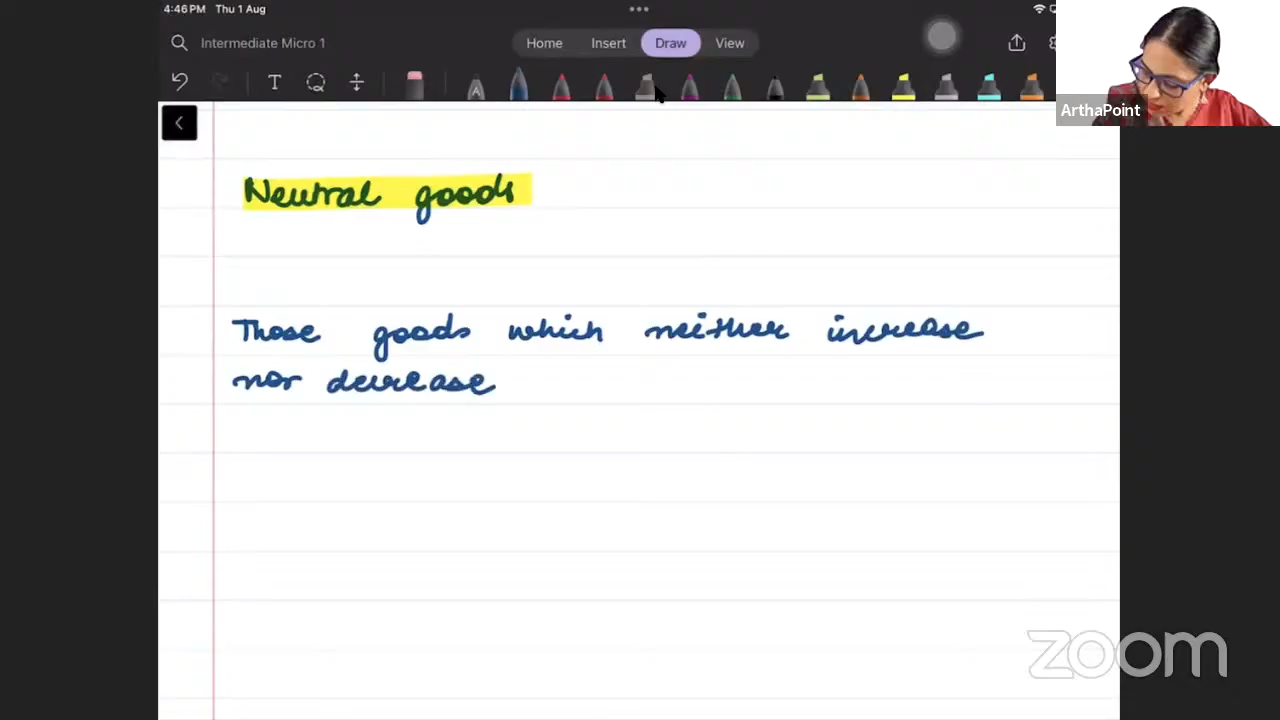 4:46 PM Thu 1 Aug
Intermediate Micro 1
Home Insert Draw View
T
A
ArthaPoint
Neutral goods
Those goods which neither increase
nor decrease
zoom